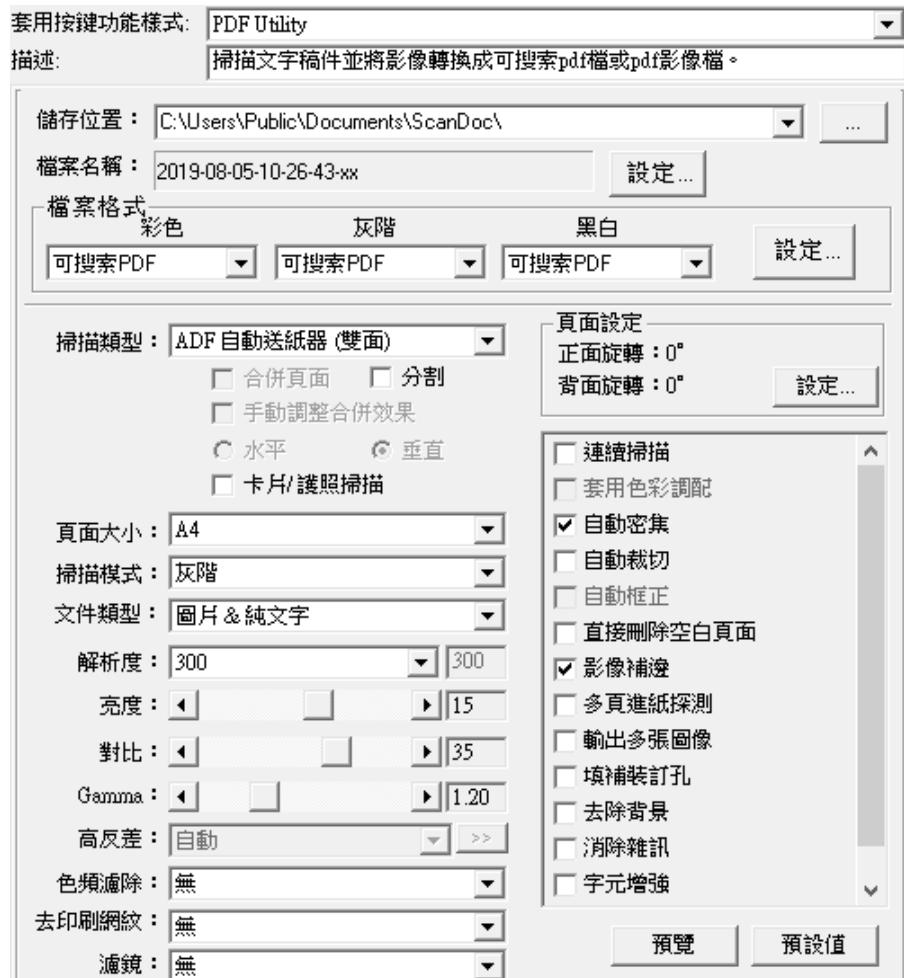 套用按鍵功能樣式: PDF Utility
描述: 掃描文字稿件並將影像轉換成可搜索pdf檔或pdf影像檔。
儲存位置： C:\Users\Public\Documents\ScanDoc\ ...
檔案名稱： 2019-08-05-10-26-43-xx 設定...
檔案格式
彩色 灰階 黑白
可搜索PDF 可搜索PDF 可搜索PDF 設定...
掃描類型： ADF 自動送紙器 (雙面)
合併頁面 分割
手動調整合併效果
水平 垂直
卡片/護照掃描
頁面大小： A4
掃描模式： 灰階
文件類型： 圖片 & 純文字
解析度： 300 300
亮度： 15
對比： 35
Gamma： 1.20
高反差： 自動 >>
色頻濾除： 無
去印刷網紋： 無
濾鏡： 無
頁面設定
正面旋轉：0°
背面旋轉：0° 設定...
連續掃描
套用色彩調配
自動密集
自動裁切
自動框正
直接刪除空白頁面
影像補邊
多頁進紙探測
輸出多張圖像
填補裝訂孔
去除背景
消除雜訊
字元增強
預覽 預設值